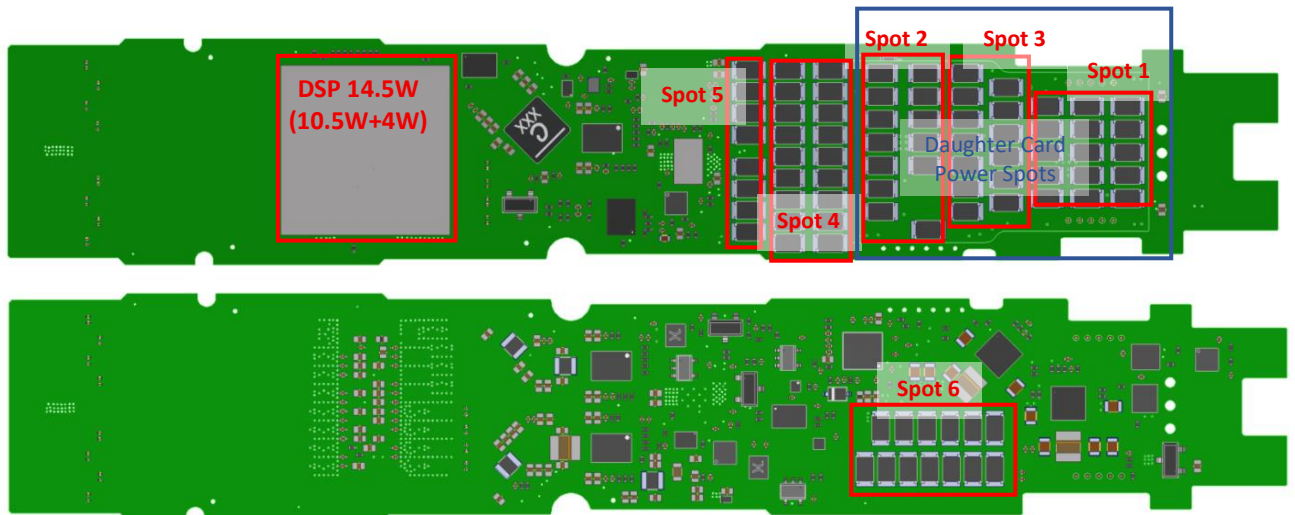 Spot 2
Spot 3
Spot 1
DSP 14.5W
(10.5W+4W)
Spot 5
XXX
C
Daughter Card
Power Spots
Spot 4
Spot 6